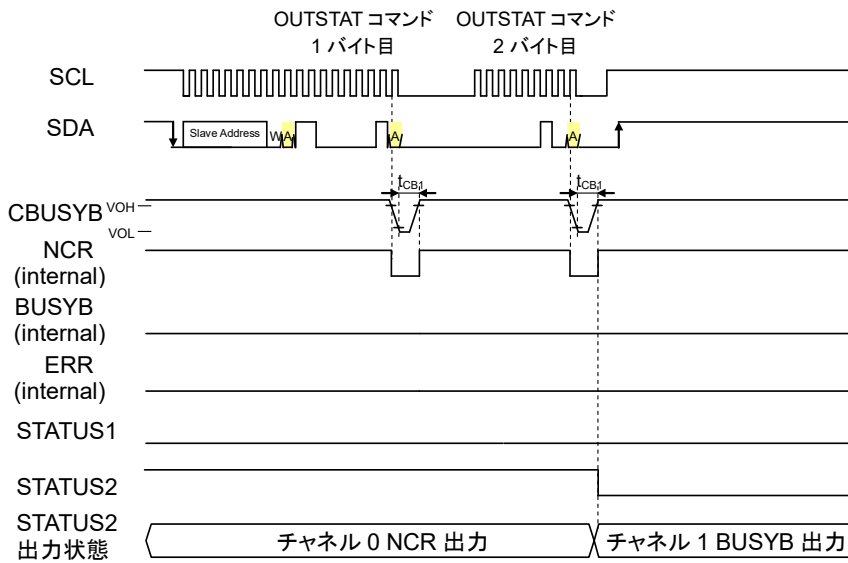 OUTSTAT コマンド
1 バイト目
OUTSTAT コマンド
2 バイト目
SCL
SDA
Slave Address
W
A
A
A
tCB1
tCB1
CBUSYB
VOH
VOL
NCR
(internal)
BUSYB
(internal)
ERR
(internal)
STATUS1
STATUS2
STATUS2
出力状態
チャネル 0 NCR 出力
チャネル 1 BUSYB 出力